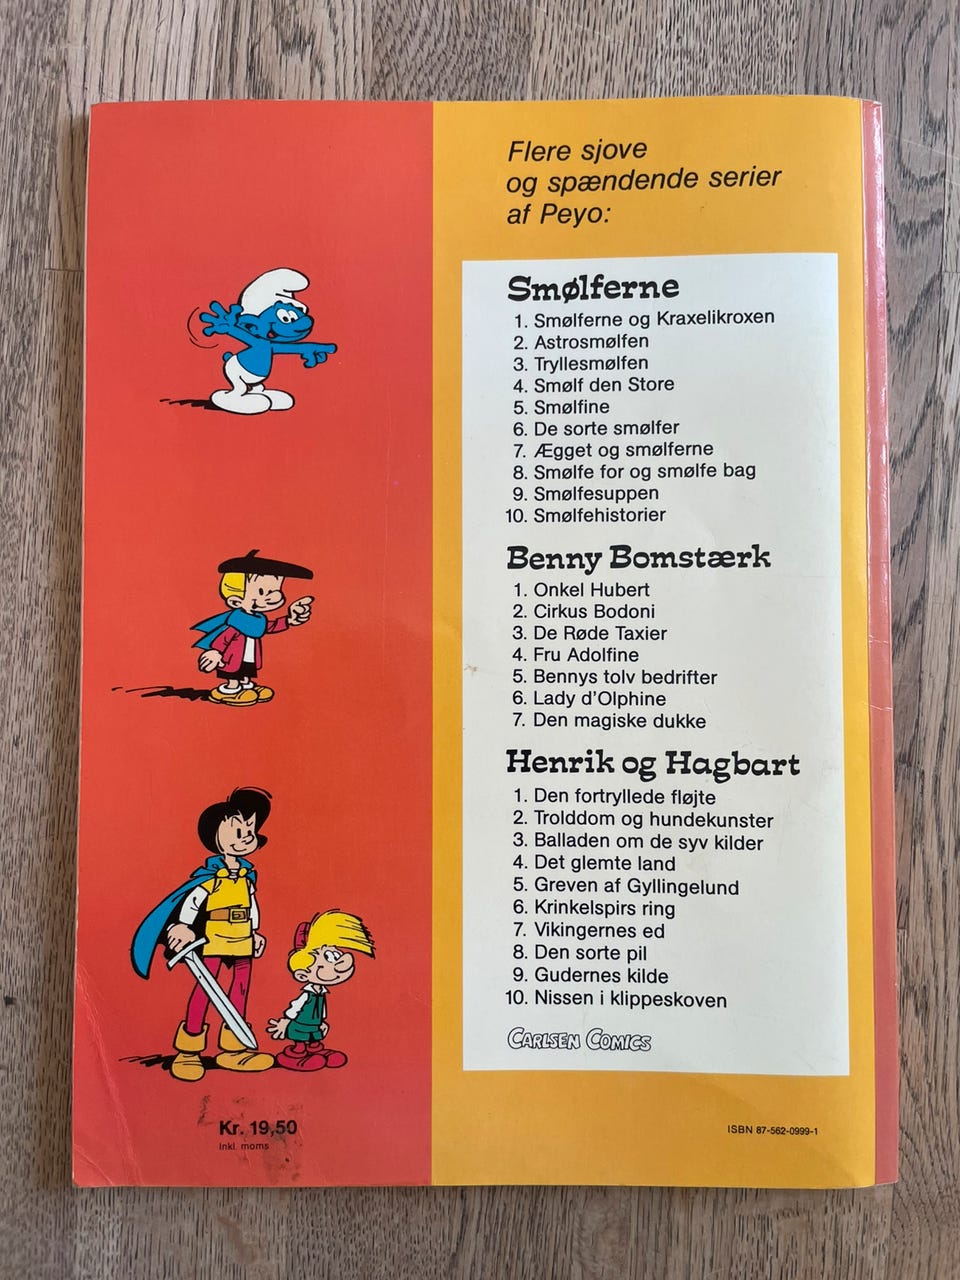 Flere sjove
og spændende serier
af Peyo:
Smølferne
1. Smølferne og Kraxelikroxen
2. Astrosmølfen
3. Tryllesmølfen
4. Smølf den Store
5. Smølfine
6. De sorte smølfer
7. Ægget og smølferne
8. Smølfe for og smølfe bag
9. Smølfesuppen
10. Smølfehistorier
Benny Bomstærk
1. Onkel Hubert
2. Cirkus Bodoni
3. De Røde Taxier
4. Fru Adolfine
5. Bennys tolv bedrifter
6. Lady d'Olphine
7. Den magiske dukke
Henrik og Hagbart
1. Den fortryllede fløjte
2. Trolddom og hundekunster
3. Balladen om de syv kilder
4. Det glemte land
5. Greven af Gyllingelund
6. Krinkelspirs ring
7. Vikingernes ed
8. Den sorte pil
9. Gudernes kilde
10. Nissen i klippeskoven
CARLSEN COMICS
Kr. 19,50
Inkl. moms
ISBN 87-562-0999-1